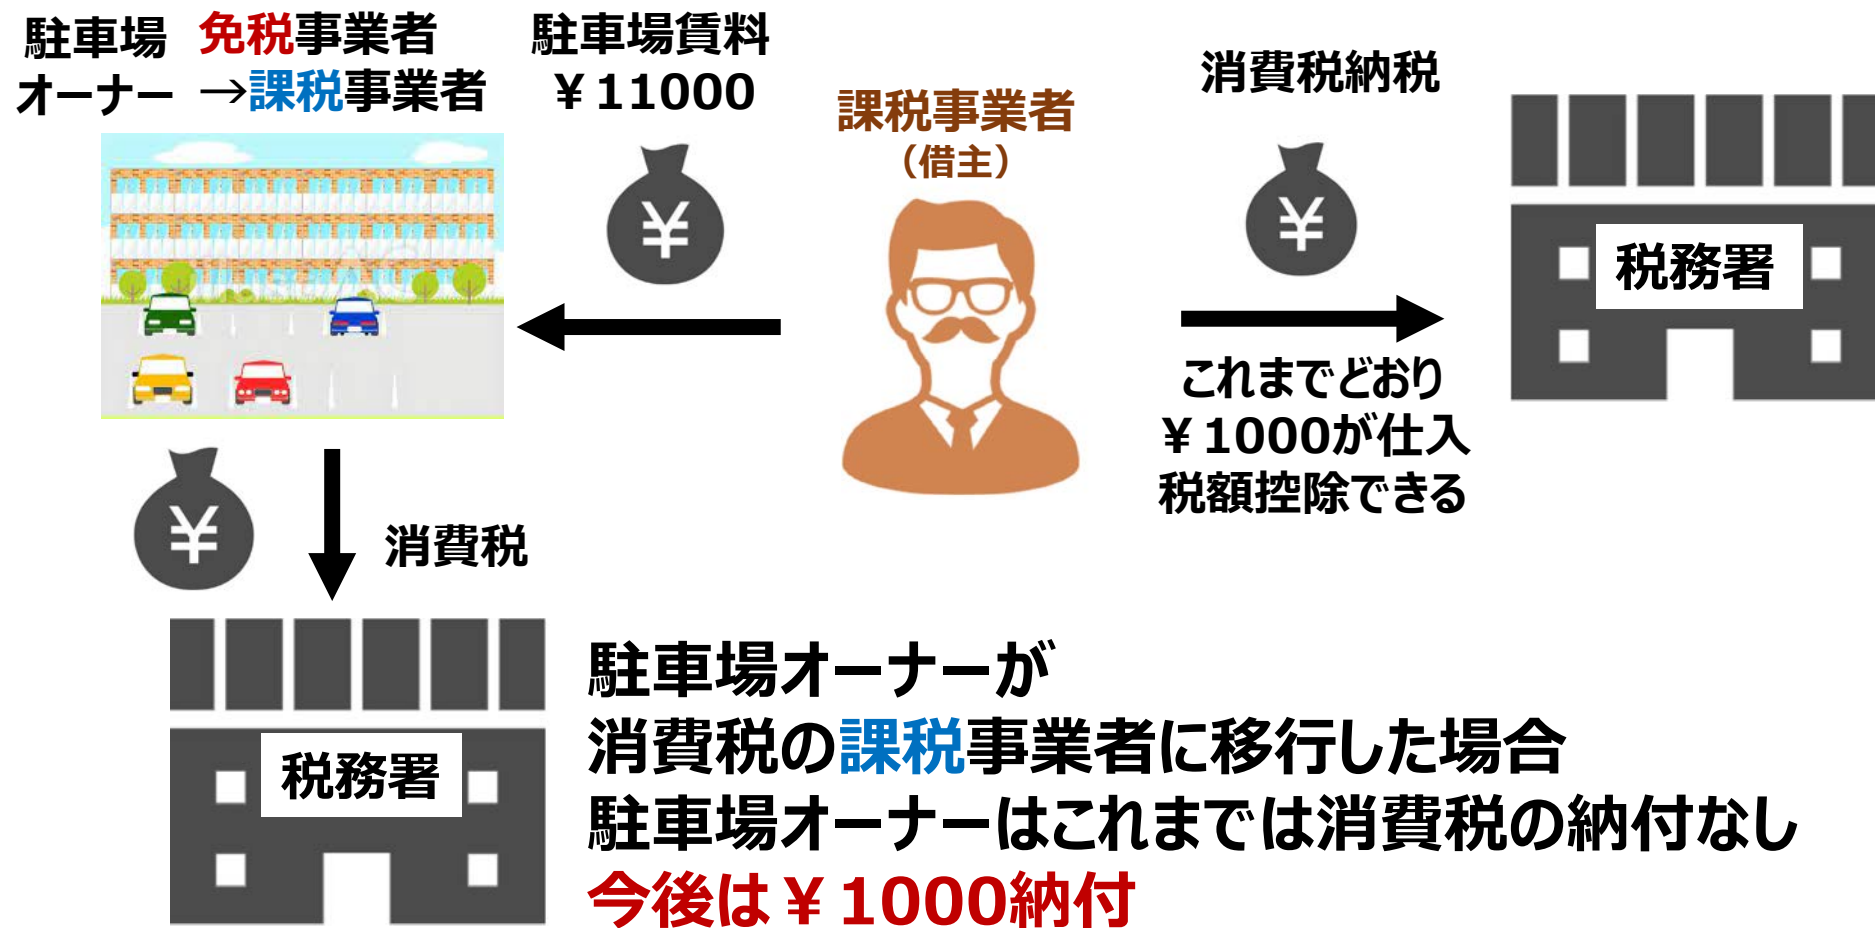 駐車場
オーナー
免税事業者
→課税事業者
駐車場賃料
￥11000
課税事業者
（借主）
消費税納税
税務署
これまでどおり
￥1000が仕入
税額控除できる
消費税
税務署
駐車場オーナーが
消費税の課税事業者に移行した場合
駐車場オーナーはこれまでは消費税の納付なし
今後は￥1000納付